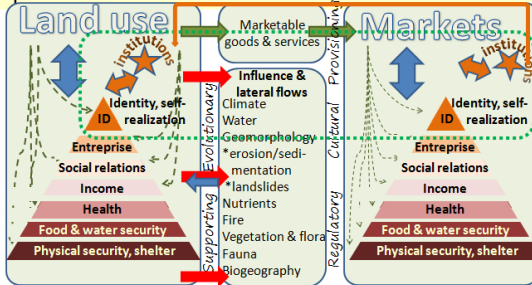 Land use
institutions
ID
Identity, self-
realization
Entreprise
Social relations
Income
Health
Food & water security
Physical security, shelter
Supporting
Evolutionary
Marketable
goods & services
Influence &
lateral flows
Climate
Water
Geomorphology
*erosion/sedi-
mentation
*landslides
Nutrients
Fire
Vegetation & flora
Fauna
Biogeography
Regulatory
Cultural
Provisioning
Markets
institutions
Identity, self-
realization
ID
Entreprise
Social relations
Income
Health
Food & water security
Physical security, shelter